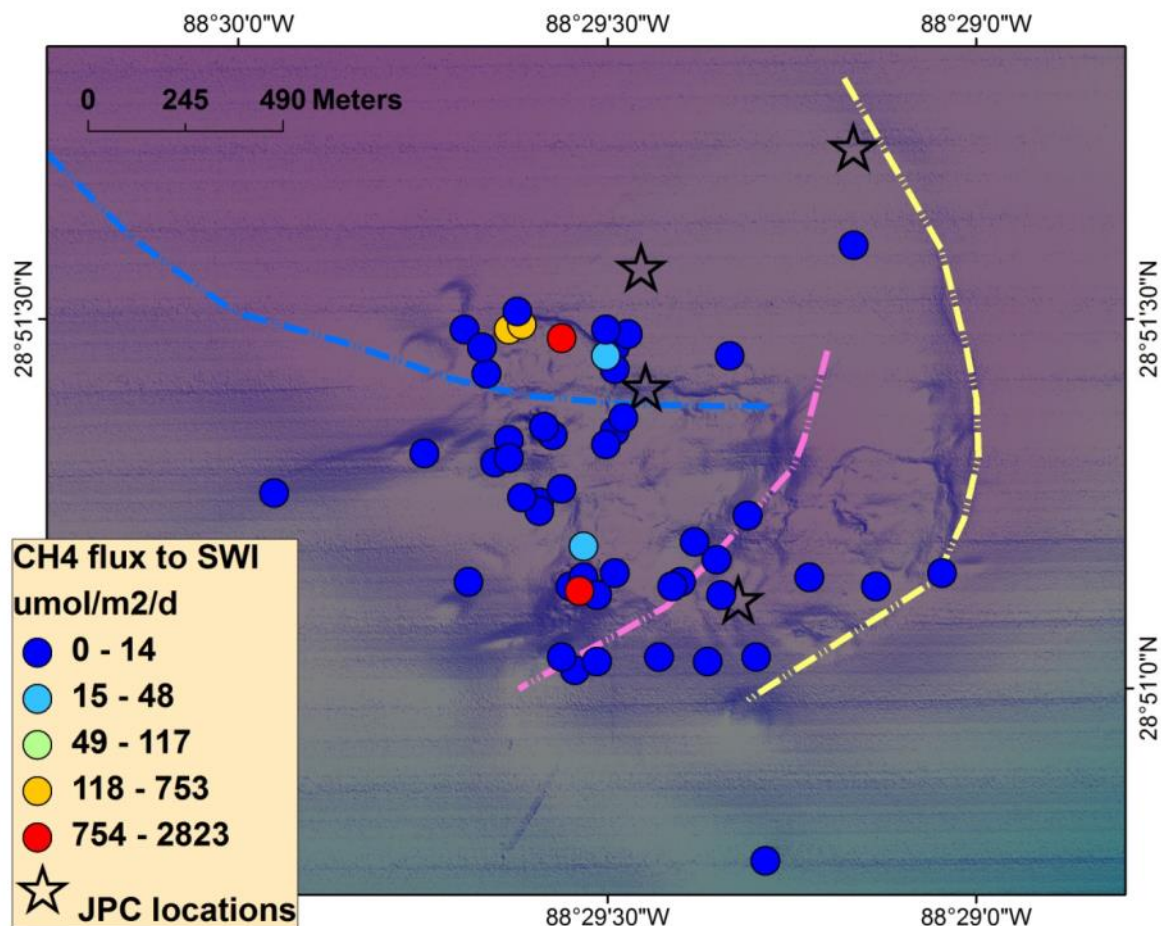 88°30'0"W 88°29'30"W 88°29'0"W
0 245 490 Meters
28°51'30"N 28°51'30"N
28°51'0"N
CH4 flux to SWI
umol/m2/d
0 - 14
15 - 48
49 - 117
118 - 753
754 - 2823
JPC locations
88°29'30"W 88°29'0"W